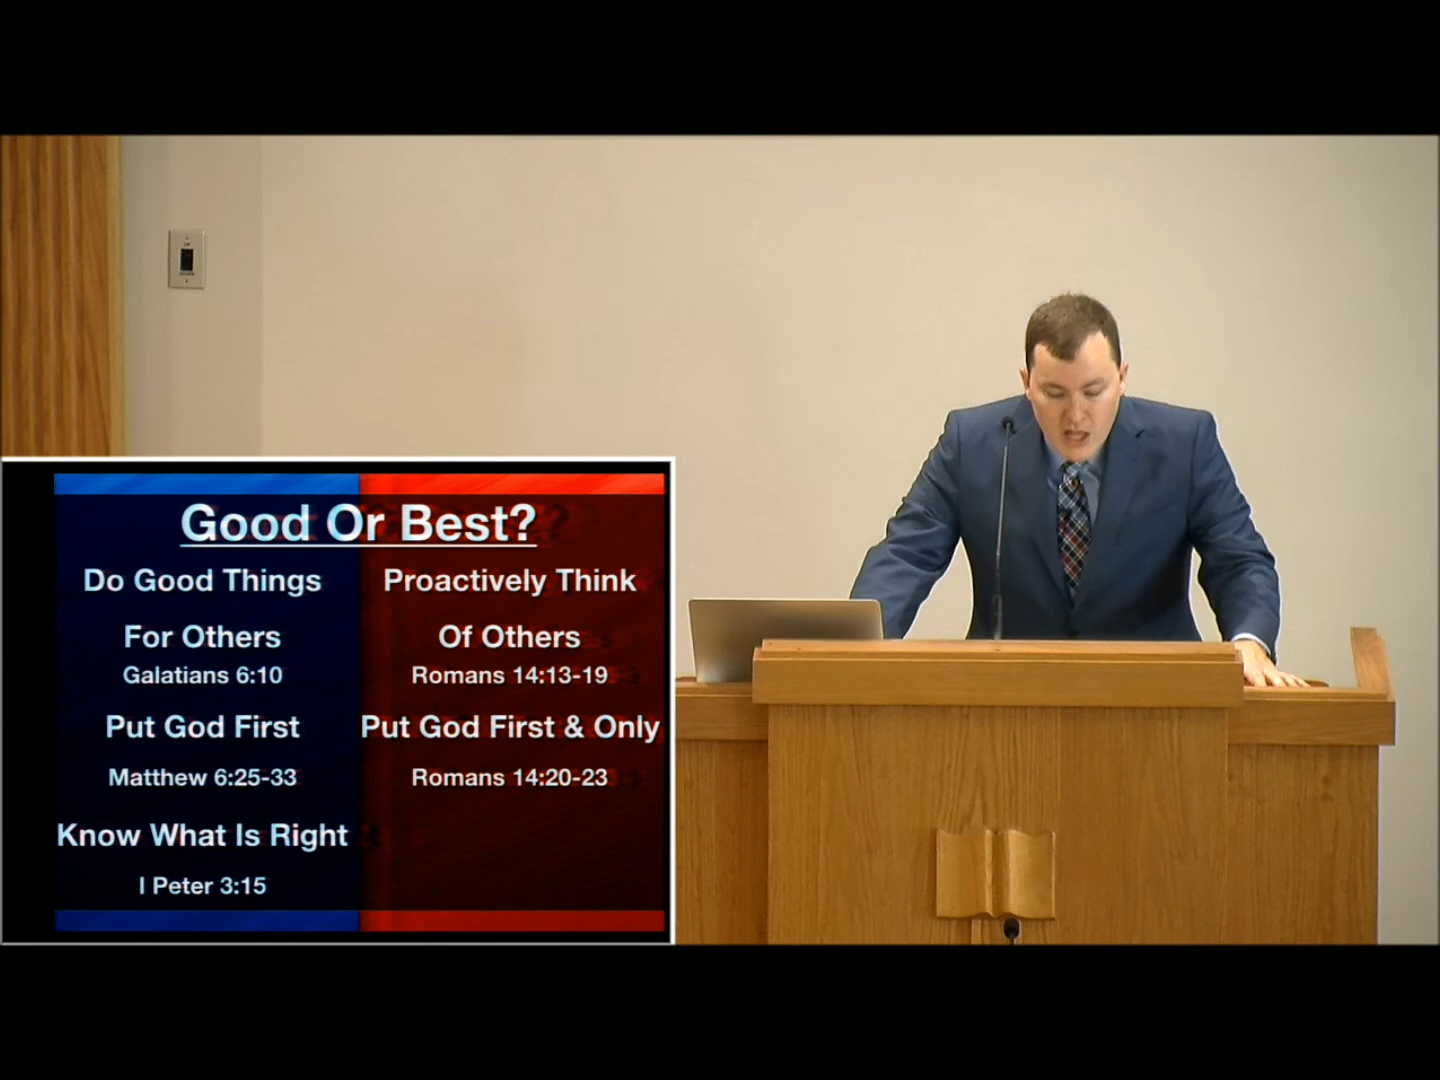 Good Or Best?
Do Good Things
For Others
Galatians 6:10
Put God First
Matthew 6:25-33
Know What Is Right
I Peter 3:15
Proactively Think
Of Others
Romans 14:13-19
Put God First & Only
Romans 14:20-23